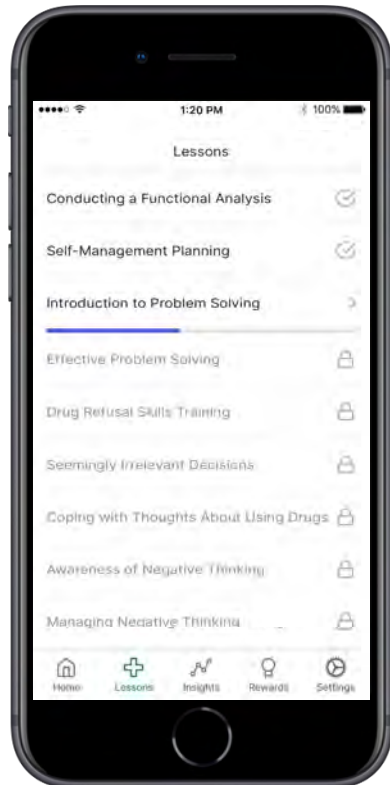 1:20 PM
100%
Lessons
Conducting a Functional Analysis
Self-Management Planning
Introduction to Problem Solving
Effective Problem Solving
Drug Refusal Skills Training
Seemingly Irrelevant Decisions
Coping with Thoughts About Using Drugs
Awareness of Negative Thinking
Managing Negative Thinking
Home Lessons Insights Rewards Settings